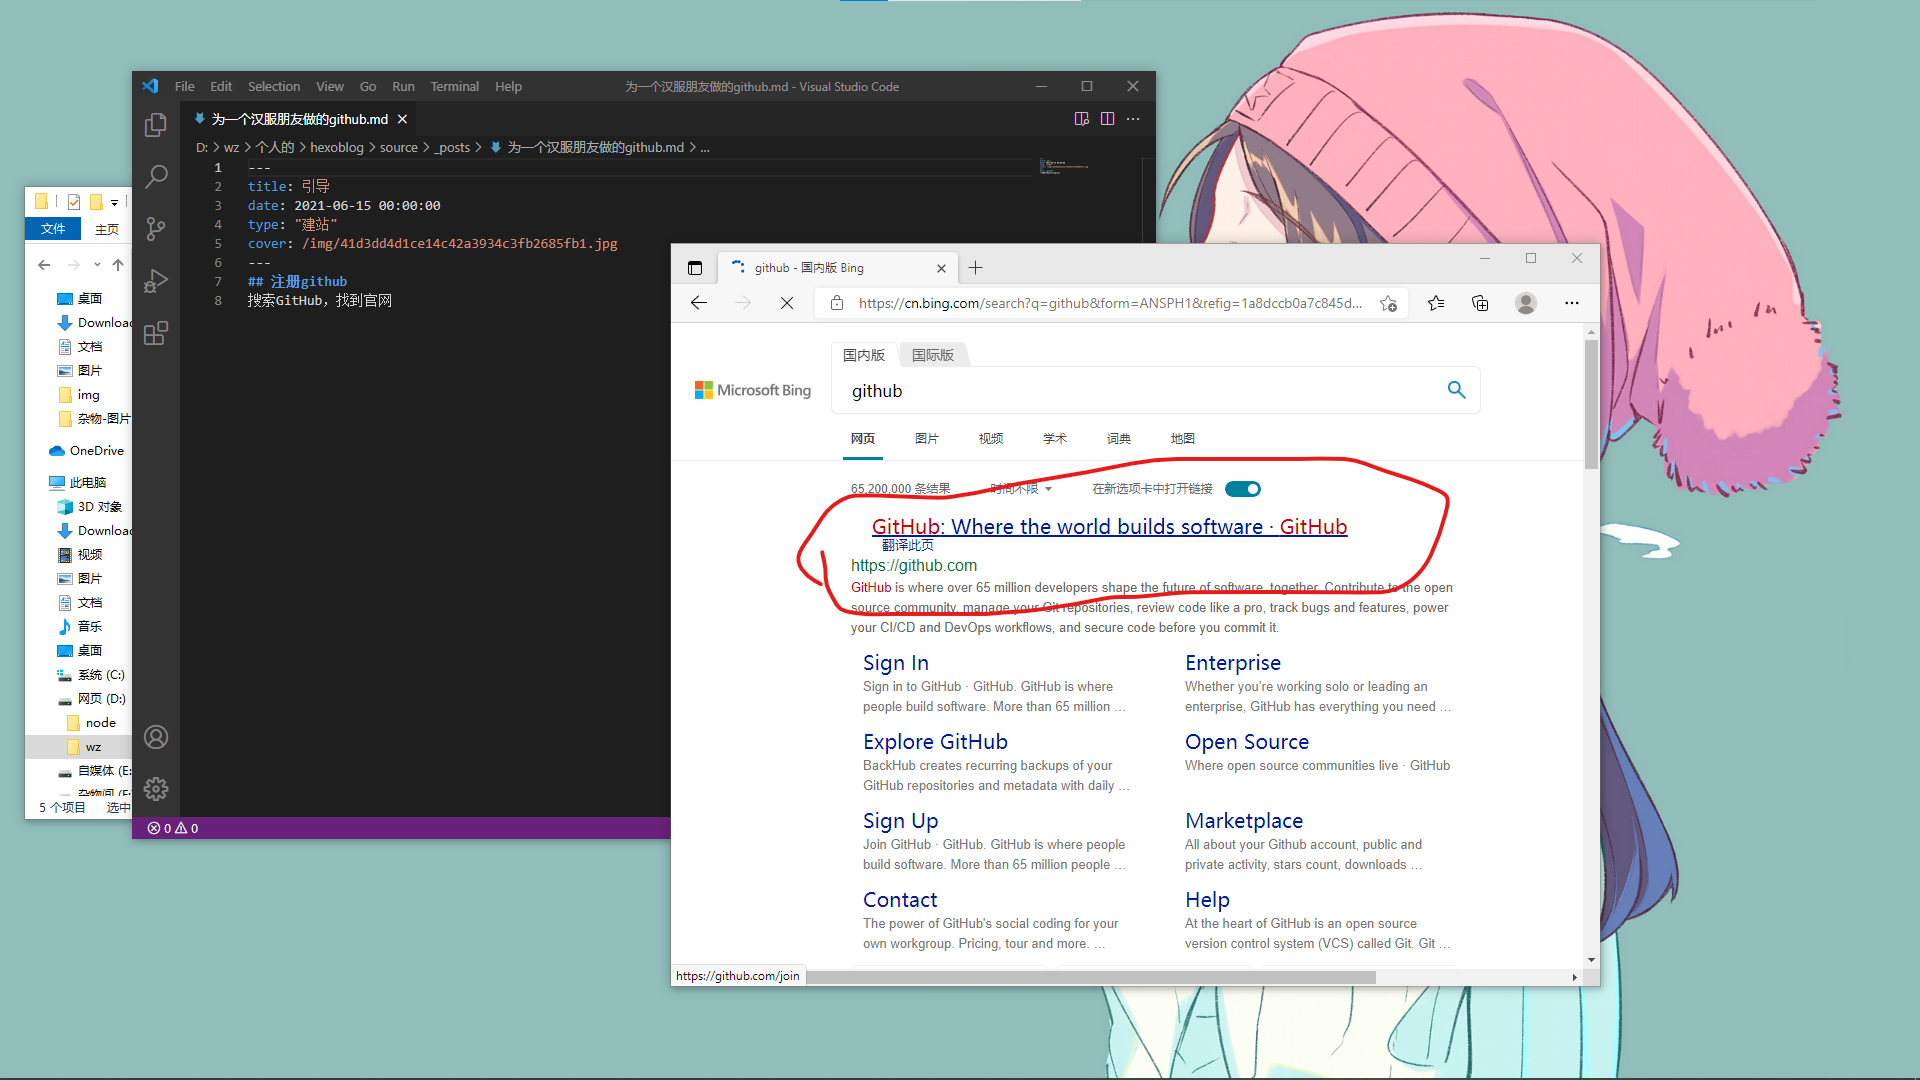 File Edit Selection View Go Run Terminal Help
为一个汉服朋友做的github.md - Visual Studio Code
为一个汉服朋友做的github.md
D: > wz > 个人的 > hexoblog > source > _posts > 为一个汉服朋友做的github.md > ...
1 ---
2 title: 引导
3 date: 2021-06-15 00:00:00
4 type: "建站"
5 cover: /img/41d3dd4d1ce14c42a3934c3fb2685fb1.jpg
6 ---
7 ## 注册github
8 搜索GitHub，找到官网
0 0
文件 主页
桌面
Downloac
文档
图片
img
杂物-图片
OneDrive
此电脑
3D 对象
Downloac
视频
图片
文档
音乐
桌面
系统 (C:)
网页 (D:)
node
wz
自媒体 (E:
杂物间 (F:
5 个项目 选中
github - 国内版 Bing
https://cn.bing.com/search?q=github&form=ANSPH1&refig=1a8dccb0a7c845d...
国内版 国际版
Microsoft Bing
github
网页 图片 视频 学术 词典 地图
65,200,000 条结果 时间不限 在新选项卡中打开链接
GitHub: Where the world builds software · GitHub
翻译此页
https://github.com
GitHub is where over 65 million developers shape the future of software, together. Contribute to the open
source community, manage your Git repositories, review code like a pro, track bugs and features, power
your CI/CD and DevOps workflows, and secure code before you commit it.
Sign In
Sign in to GitHub · GitHub. GitHub is where
people build software. More than 65 million …
Enterprise
Whether you’re working solo or leading an
enterprise, GitHub has everything you need …
Explore GitHub
BackHub creates recurring backups of your
GitHub repositories and metadata with daily …
Open Source
Where open source communities live · GitHub
Sign Up
Join GitHub · GitHub. GitHub is where people
build software. More than 65 million people …
Marketplace
All about your Github account, public and
private activity, stars count, downloads …
Contact
The power of GitHub's social coding for your
own workgroup. Pricing, tour and more. …
Help
At the heart of GitHub is an open source
version control system (VCS) called Git. Git …
https://github.com/join